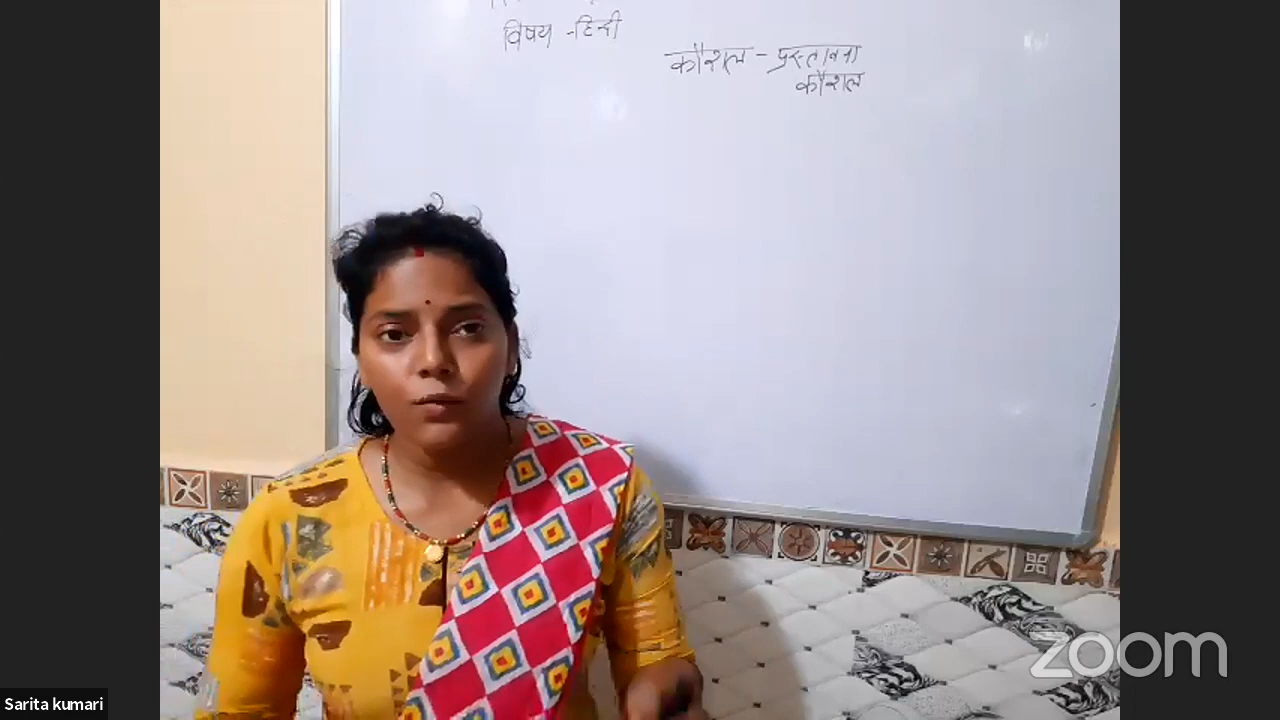 विषय - हिन्दी
कौशल - प्रस्तावना
कौशल
zoom
Sarita kumari